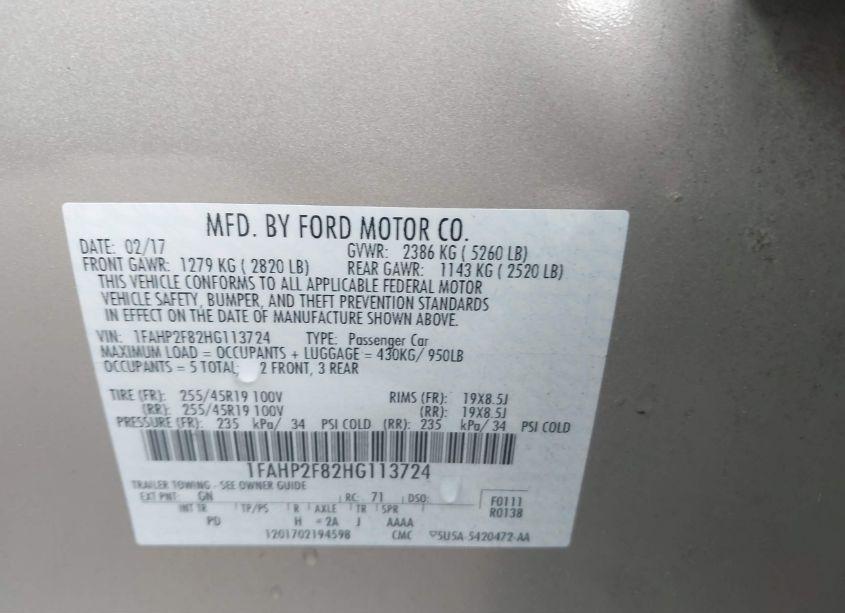 MFD. BY FORD MOTOR CO.
DATE: 02/17 GVWR: 2386 KG ( 5260 LB)
FRONT GAWR: 1279 KG ( 2820 LB) REAR GAWR: 1143 KG ( 2520 LB)
THIS VEHICLE CONFORMS TO ALL APPLICABLE FEDERAL MOTOR
VEHICLE SAFETY, BUMPER, AND THEFT PREVENTION STANDARDS
IN EFFECT ON THE DATE OF MANUFACTURE SHOWN ABOVE.
VIN: 1FAHP2F82HG113724 TYPE: Passenger Car
MAXIMUM LOAD = OCCUPANTS + LUGGAGE = 430KG/ 950LB
OCCUPANTS = 5 TOTAL: 2 FRONT, 3 REAR
TIRE (FR): 255/45R19 100V RIMS (FR): 19X8.5J
(RR): 255/45R19 100V (RR): 19X8.5J
PRESSURE (FR): 235 kPa/ 34 PSI COLD (RR): 235 kPa/ 34 PSI COLD
1FAHP2F82HG113724
TRAILER TOWING - SEE OWNER GUIDE
EXT PNT: GN RC: 71 DSO: F0111
R0138
INT TR TP/PS R AXLE TR SPR
PD H = 2A J AAAA
1201702194598 CMC 5U5A-5420472-AA